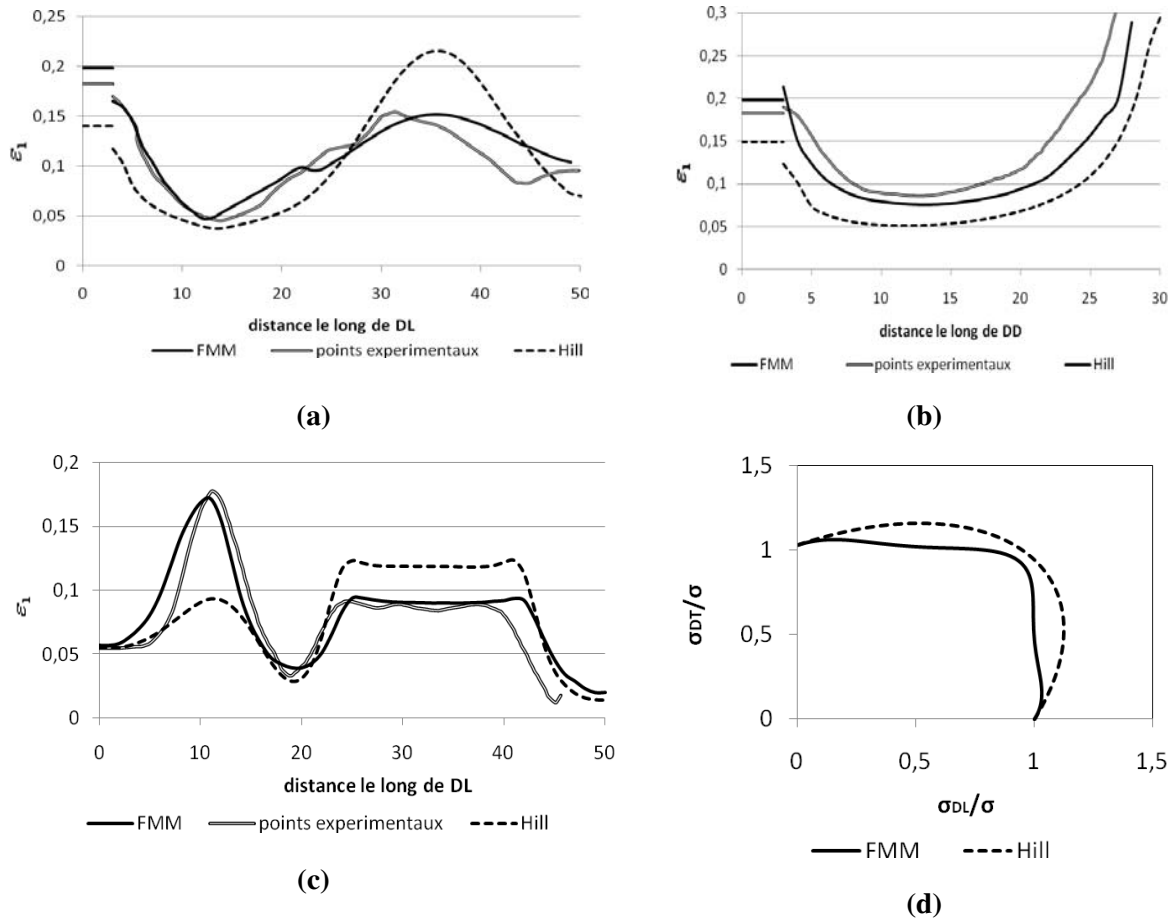 0,25
0,2
0,15
0,1
0,05
0
ε1
0 10 20 30 40 50
distance le long de DL
FMM points experimentaux Hill
(a)
0,3
0,25
0,2
0,15
0,1
0,05
0
ε1
0 5 10 15 20 25 30
distance le long de DD
FMM points experimentaux Hill
(b)
0,2
0,15
0,1
0,05
0
ε1
0 10 20 30 40 50
distance le long de DL
FMM points experimentaux Hill
(c)
1,5
1
0,5
0
σDT/σ
0 0,5 1 1,5
σDL/σ
FMM Hill
(d)